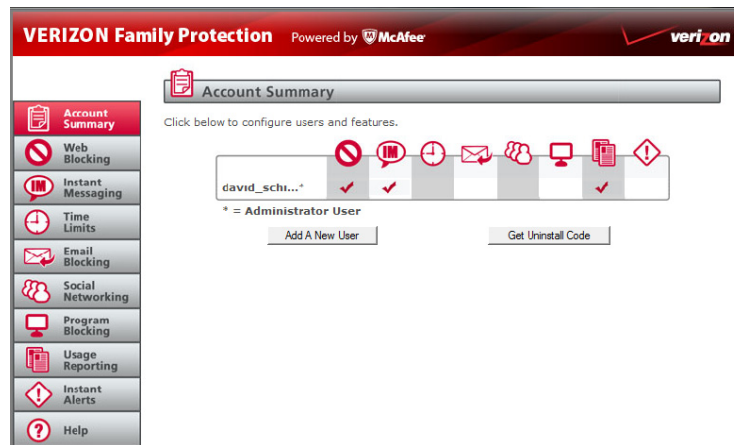 VERIZON Family Protection Powered by McAfee
verizon
Account Summary
Click below to configure users and features.
IM
david_schi...*
* = Administrator User
Add A New User
Get Uninstall Code
Account
Summary
Web
Blocking
IM
Instant
Messaging
Time
Limits
Email
Blocking
Social
Networking
Program
Blocking
Usage
Reporting
Instant
Alerts
?
Help